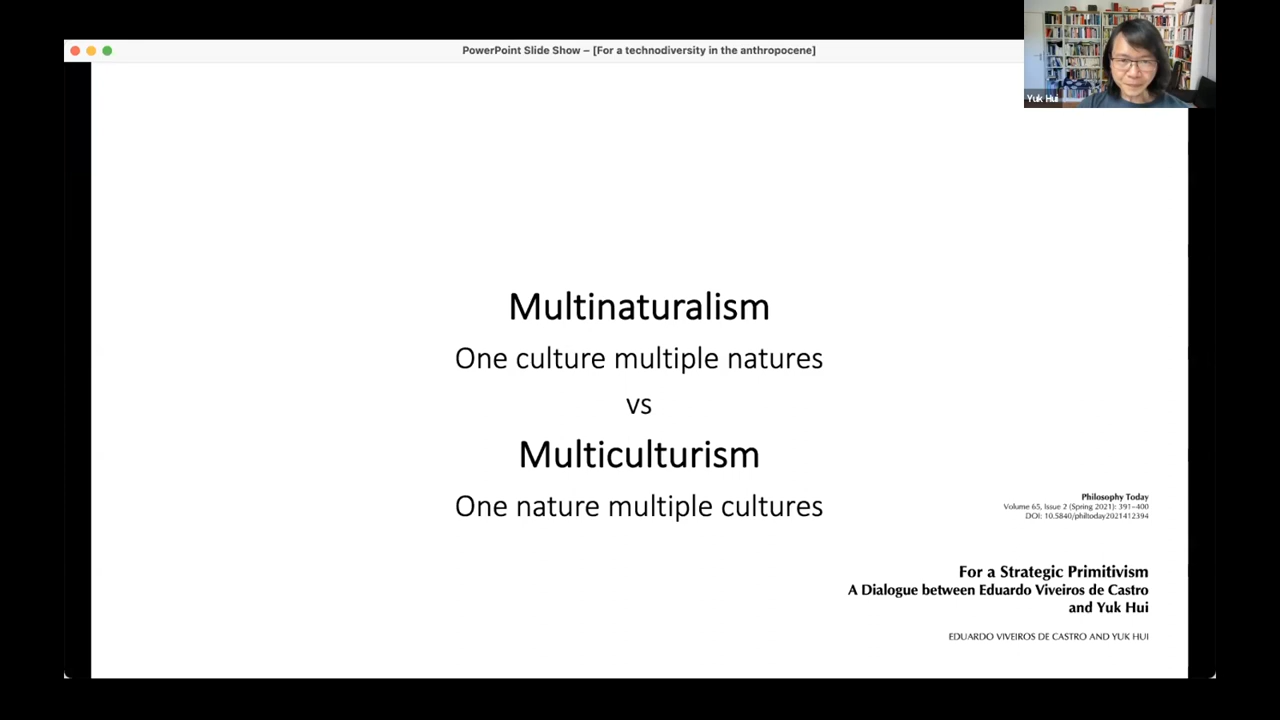 PowerPoint Slide Show – [For a technodiversity in the anthropocene]
Yuk Hui
Multinaturalism
One culture multiple natures
vs
Multiculturism
One nature multiple cultures
Philosophy Today
Volume 65, Issue 2 (Spring 2021): 391–400
DOI: 10.5840/philtoday2021412394
For a Strategic Primitivism
A Dialogue between Eduardo Viveiros de Castro
and Yuk Hui
EDUARDO VIVEIROS DE CASTRO AND YUK HUI